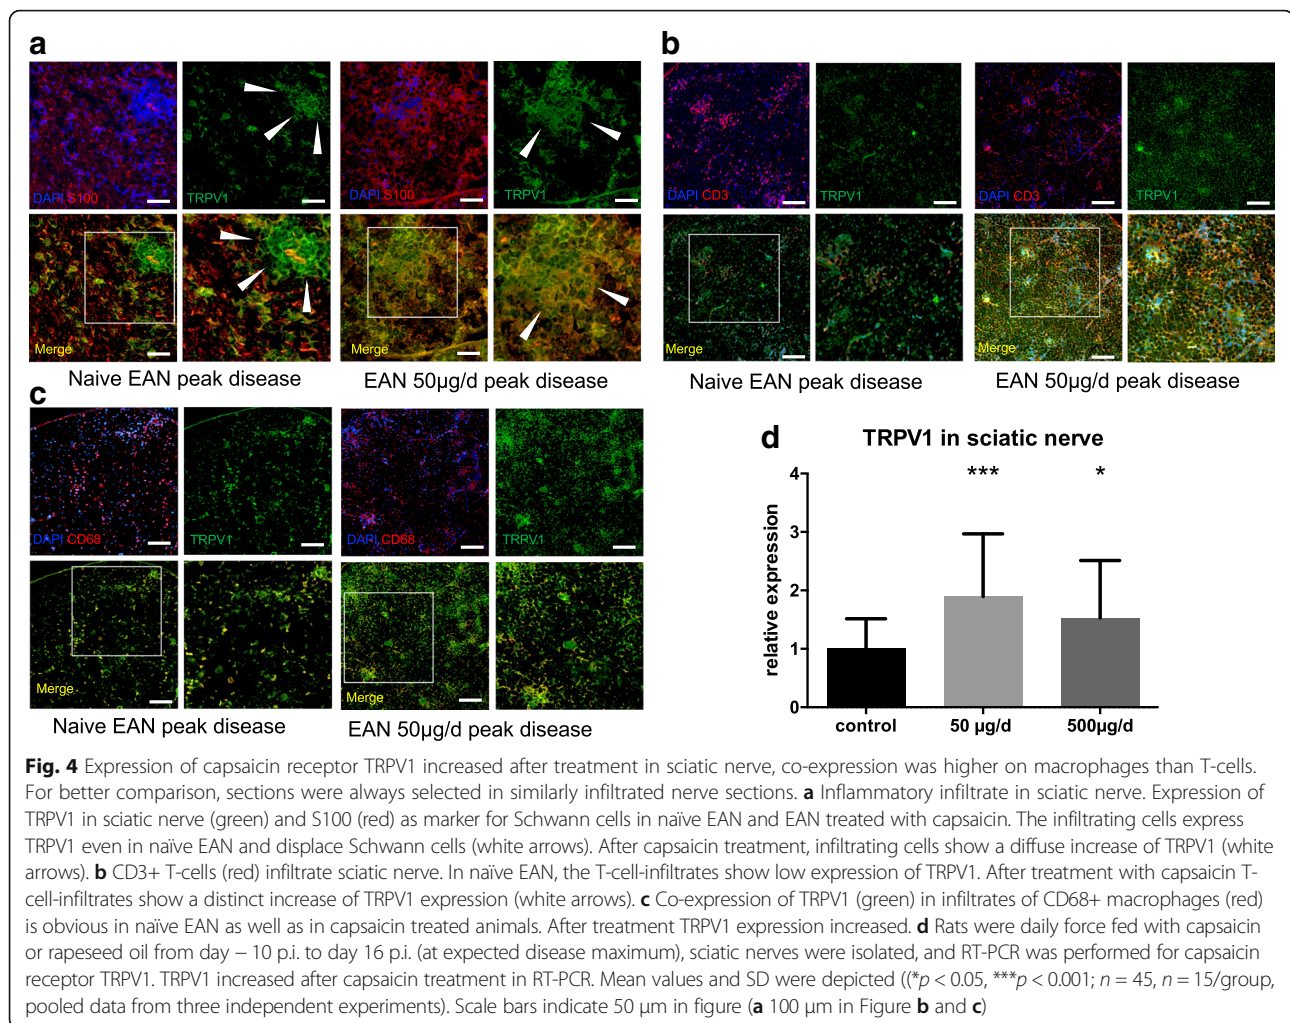 a
DAPI S100
TRPV1
TRPV1
DAPI S100
Merge
Merge
Naive EAN peak disease
EAN 50µg/d peak disease
b
DAPI CD3
TRPV1
DAPI CD3
TRPV1
Merge
Merge
Naive EAN peak disease
EAN 50µg/d peak disease
c
DAPI CD68
TRPV1
DAPI CD68
TRPV1
Merge
Merge
Naive EAN peak disease
EAN 50µg/d peak disease
d
TRPV1 in sciatic nerve
relative expression
4
3
2
1
0
***
*
control
50 µg/d
500µg/d
Fig. 4 Expression of capsaicin receptor TRPV1 increased after treatment in sciatic nerve, co-expression was higher on macrophages than T-cells.
For better comparison, sections were always selected in similarly infiltrated nerve sections. a Inflammatory infiltrate in sciatic nerve. Expression of
TRPV1 in sciatic nerve (green) and S100 (red) as marker for Schwann cells in naïve EAN and EAN treated with capsaicin. The infiltrating cells express
TRPV1 even in naïve EAN and displace Schwann cells (white arrows). After capsaicin treatment, infiltrating cells show a diffuse increase of TRPV1 (white
arrows). b CD3+ T-cells (red) infiltrate sciatic nerve. In naïve EAN, the T-cell-infiltrates show low expression of TRPV1. After treatment with capsaicin T-
cell-infiltrates show a distinct increase of TRPV1 expression (white arrows). c Co-expression of TRPV1 (green) in infiltrates of CD68+ macrophages (red)
is obvious in naïve EAN as well as in capsaicin treated animals. After treatment TRPV1 expression increased. d Rats were daily force fed with capsaicin
or rapeseed oil from day − 10 p.i. to day 16 p.i. (at expected disease maximum), sciatic nerves were isolated, and RT-PCR was performed for capsaicin
receptor TRPV1. TRPV1 increased after capsaicin treatment in RT-PCR. Mean values and SD were depicted ((*p < 0.05, ***p < 0.001; n = 45, n = 15/group,
pooled data from three independent experiments). Scale bars indicate 50 µm in figure (a 100 µm in Figure b and c)